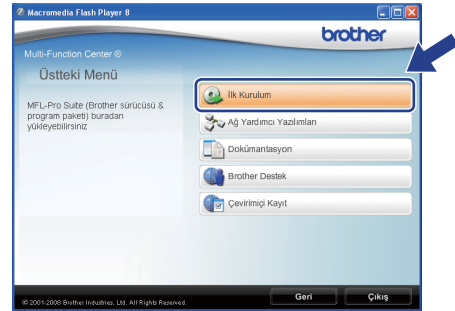 Macromedia Flash Player 8
brother
Multi-Function Center ®
Üstteki Menü
MFL-Pro Suite (Brother sürücüsü &
program paketi) buradan
yükleyebilirsiniz
İlk Kurulum
Ağ Yardımcı Yazılımları
Dokümantasyon
Brother Destek
Çevirimiçi Kayıt
© 2001-2008 Brother Industries, Ltd. All Rights Reserved.
Geri
Çıkış